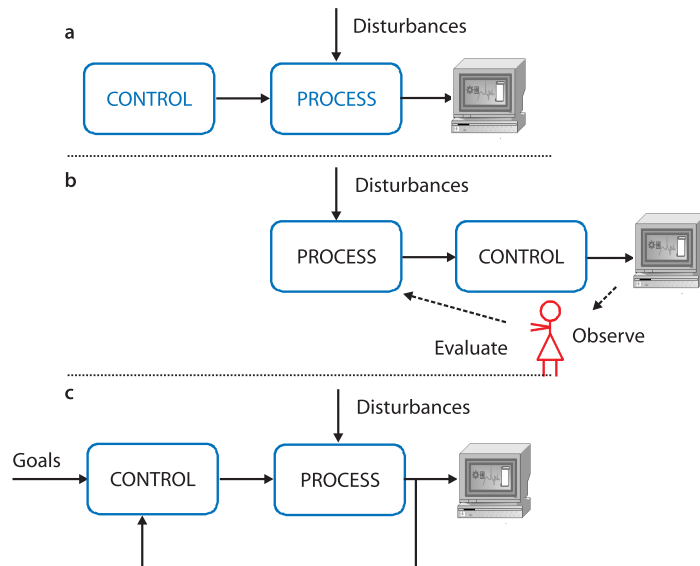 a
Disturbances
CONTROL
PROCESS
b
Disturbances
PROCESS
CONTROL
Evaluate
Observe
c
Disturbances
Goals
CONTROL
PROCESS